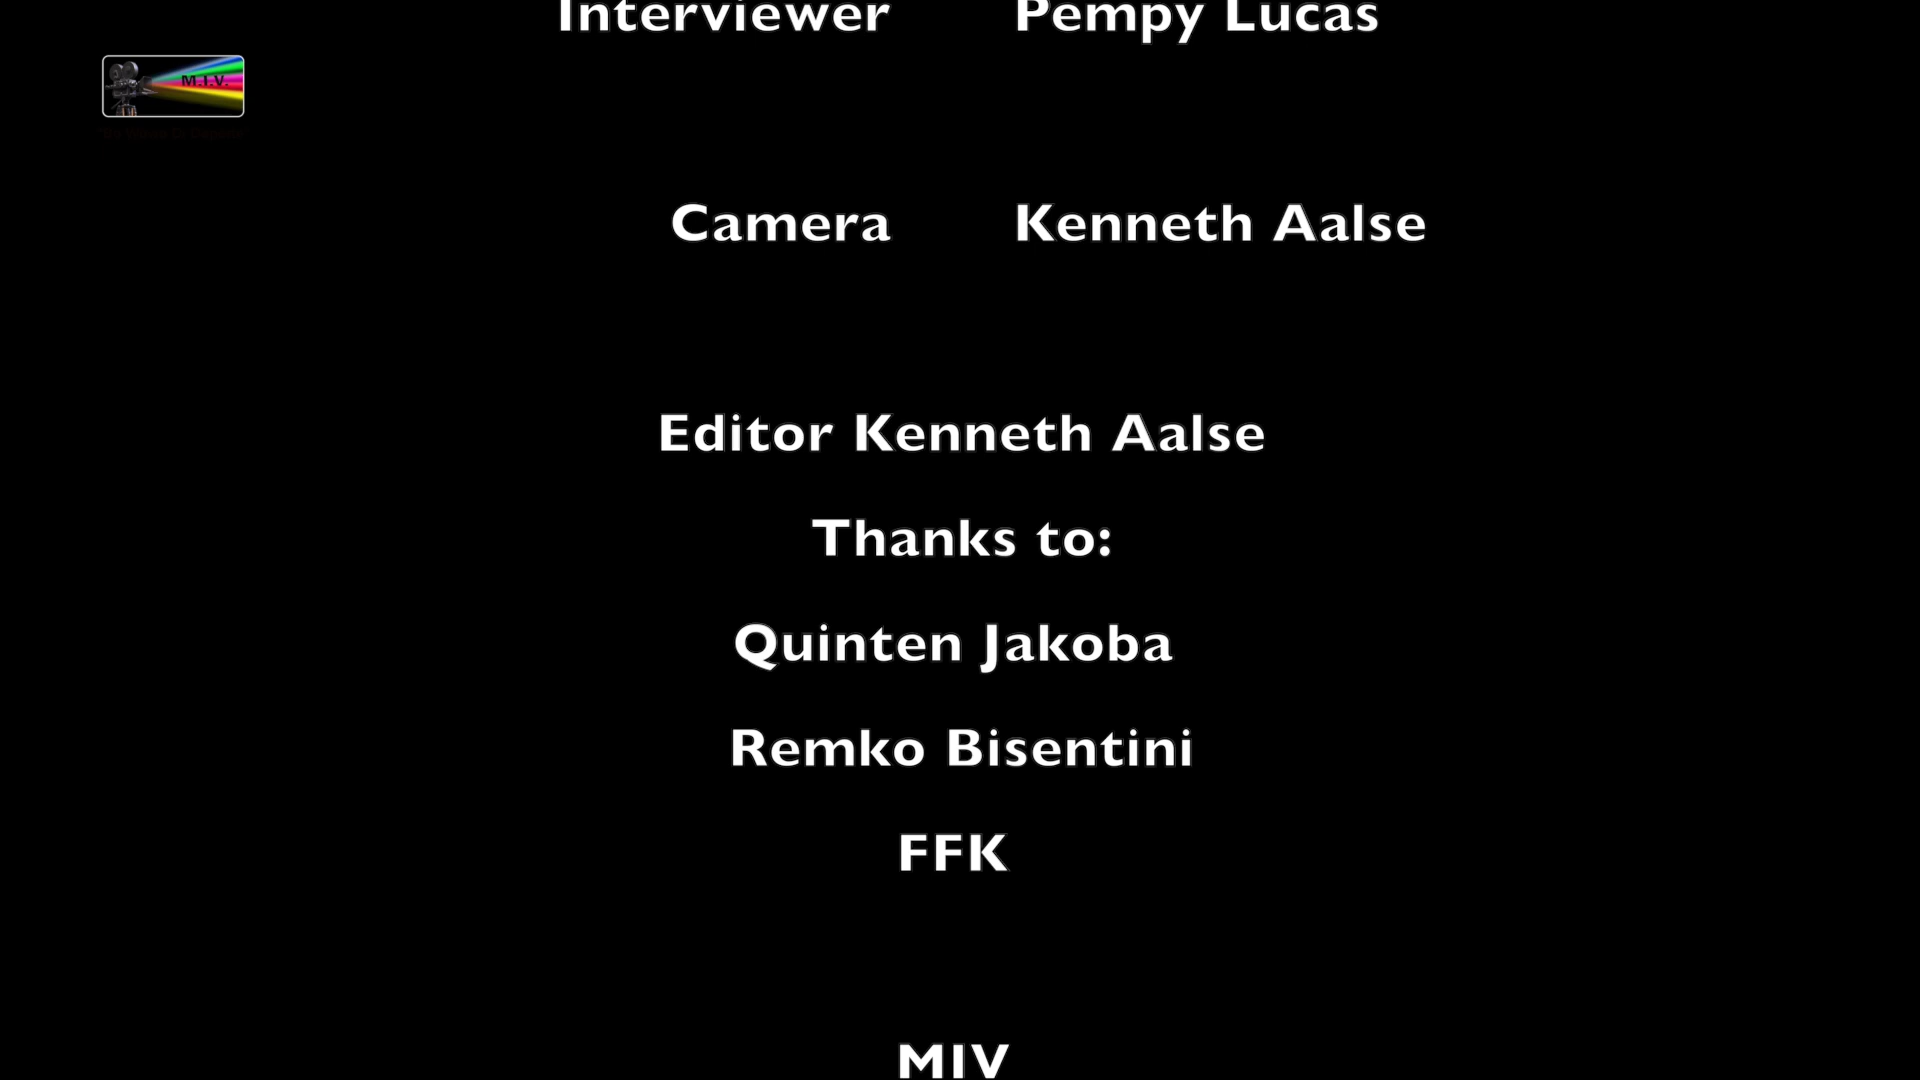 Interviewer Pempy Lucas
M.I.V.
Camera Kenneth Aalse
Editor Kenneth Aalse
Thanks to:
Quinten Jakoba
Remko Bisentini
FFK
MIV